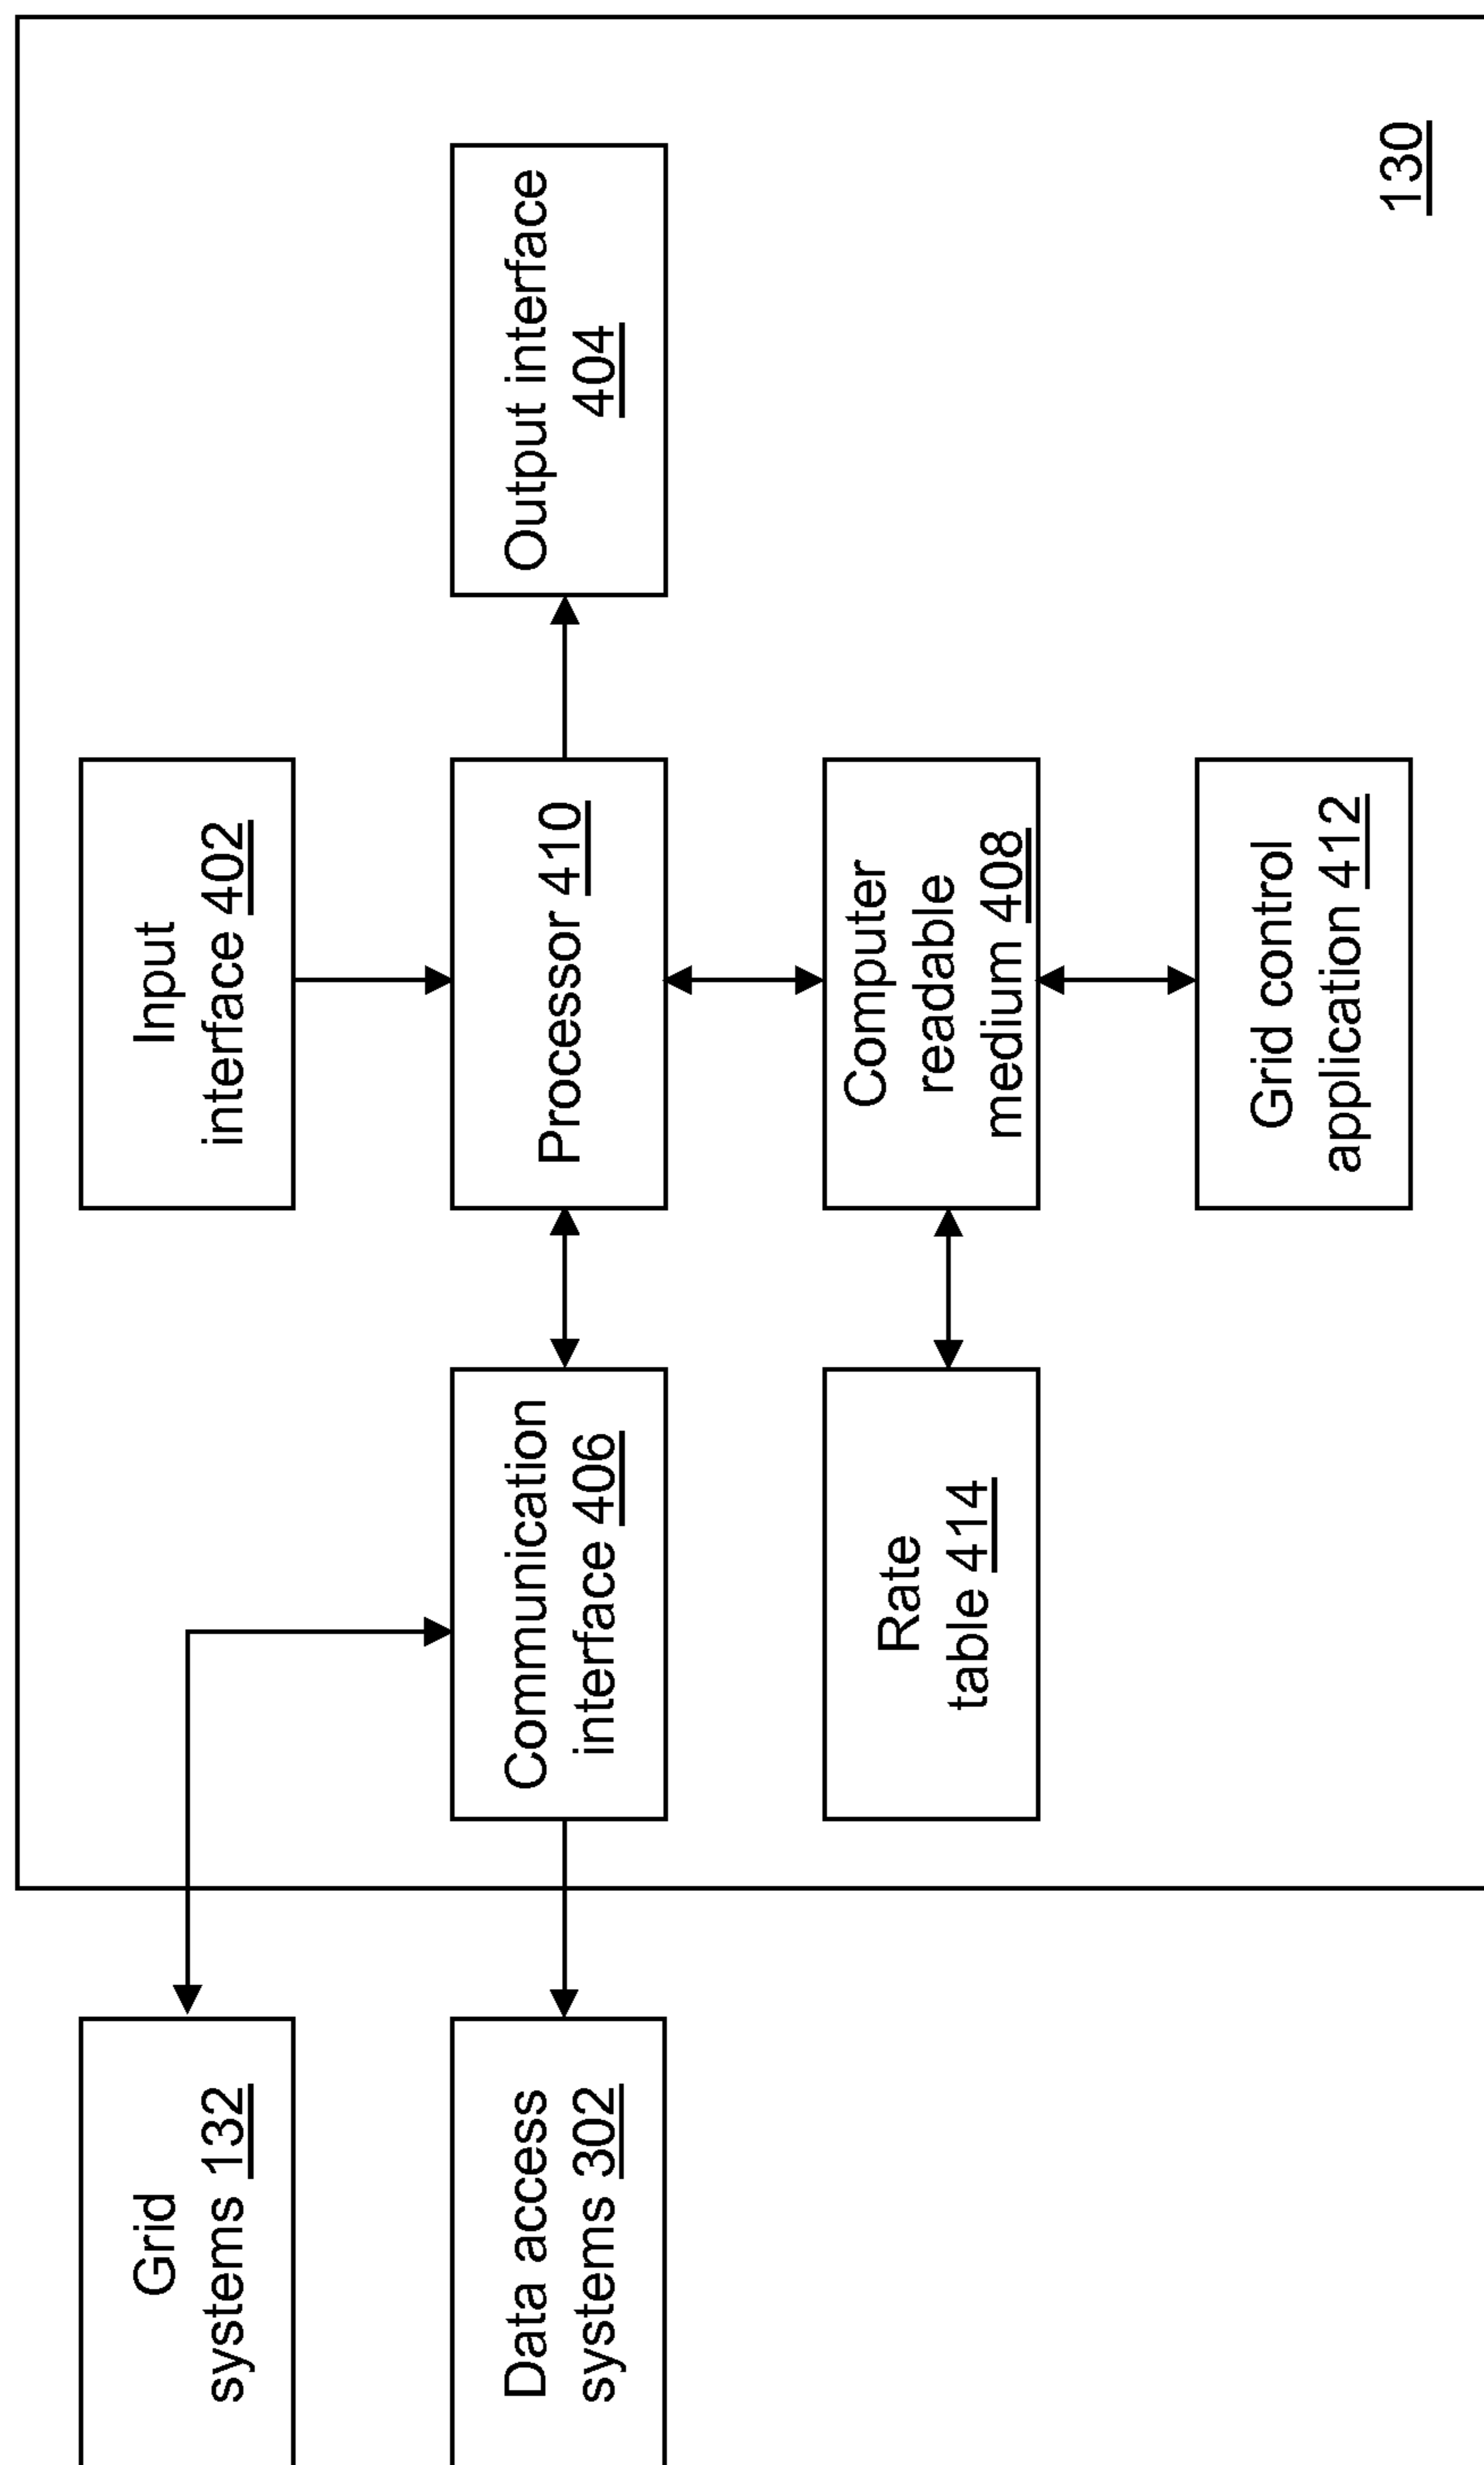 Grid
systems 132
Data access
systems 302
Input
interface 402
Communication
interface 406
Processor 410
Output interface
404
Rate
table 414
Computer
readable
medium 408
Grid control
application 412
130